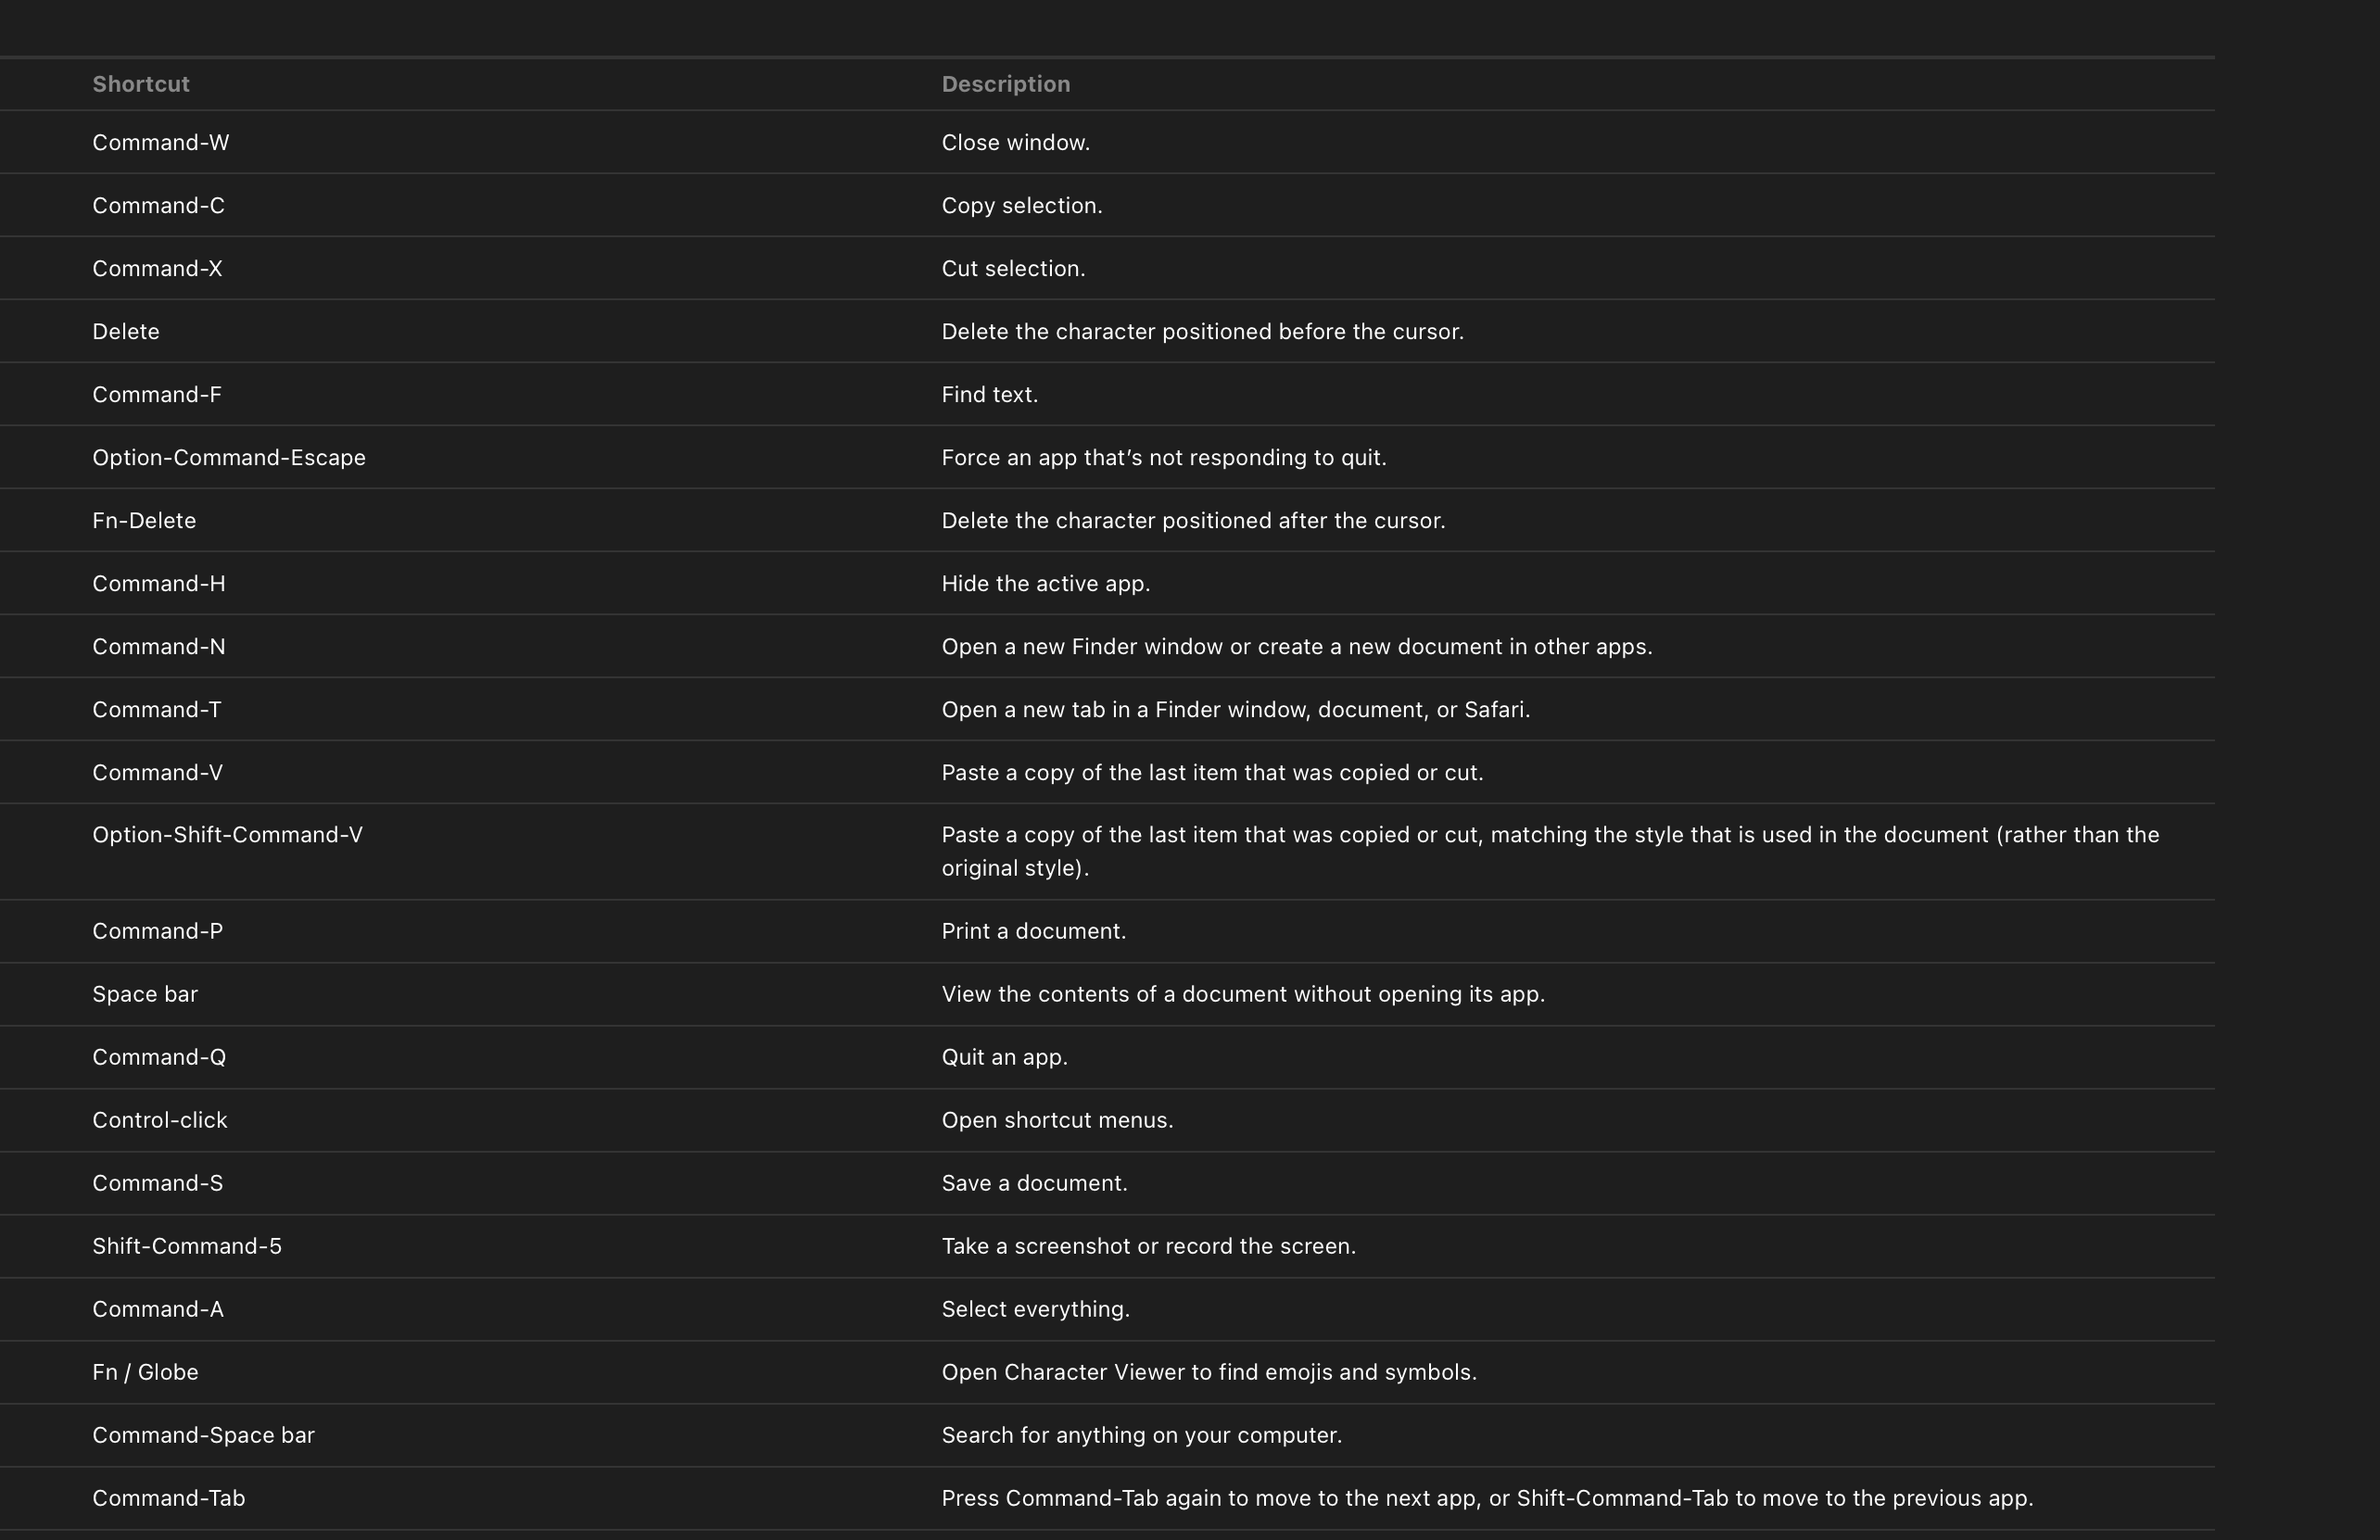 Shortcut Description
Command-W Close window.
Command-C Copy selection.
Command-X Cut selection.
Delete Delete the character positioned before the cursor.
Command-F Find text.
Option-Command-Escape Force an app that’s not responding to quit.
Fn-Delete Delete the character positioned after the cursor.
Command-H Hide the active app.
Command-N Open a new Finder window or create a new document in other apps.
Command-T Open a new tab in a Finder window, document, or Safari.
Command-V Paste a copy of the last item that was copied or cut.
Option-Shift-Command-V Paste a copy of the last item that was copied or cut, matching the style that is used in the document (rather than the
original style).
Command-P Print a document.
Space bar View the contents of a document without opening its app.
Command-Q Quit an app.
Control-click Open shortcut menus.
Command-S Save a document.
Shift-Command-5 Take a screenshot or record the screen.
Command-A Select everything.
Fn / Globe Open Character Viewer to find emojis and symbols.
Command-Space bar Search for anything on your computer.
Command-Tab Press Command-Tab again to move to the next app, or Shift-Command-Tab to move to the previous app.